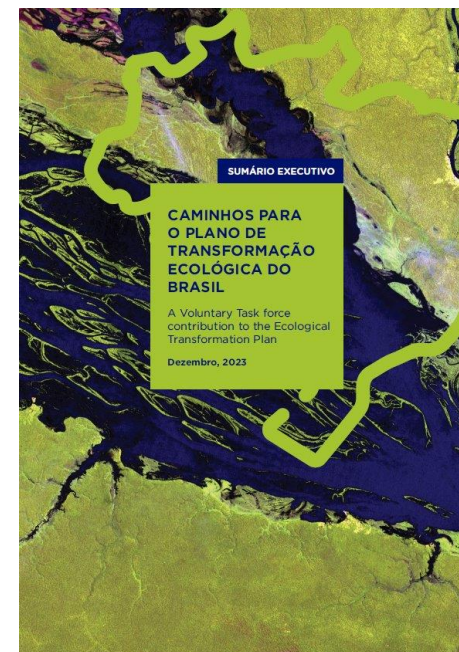 SUMÁRIO EXECUTIVO
CAMINHOS PARA
O PLANO DE
TRANSFORMAÇÃO
ECOLÓGICA DO
BRASIL
A Voluntary Task force
contribution to the Ecological
Transformation Plan
Dezembro, 2023